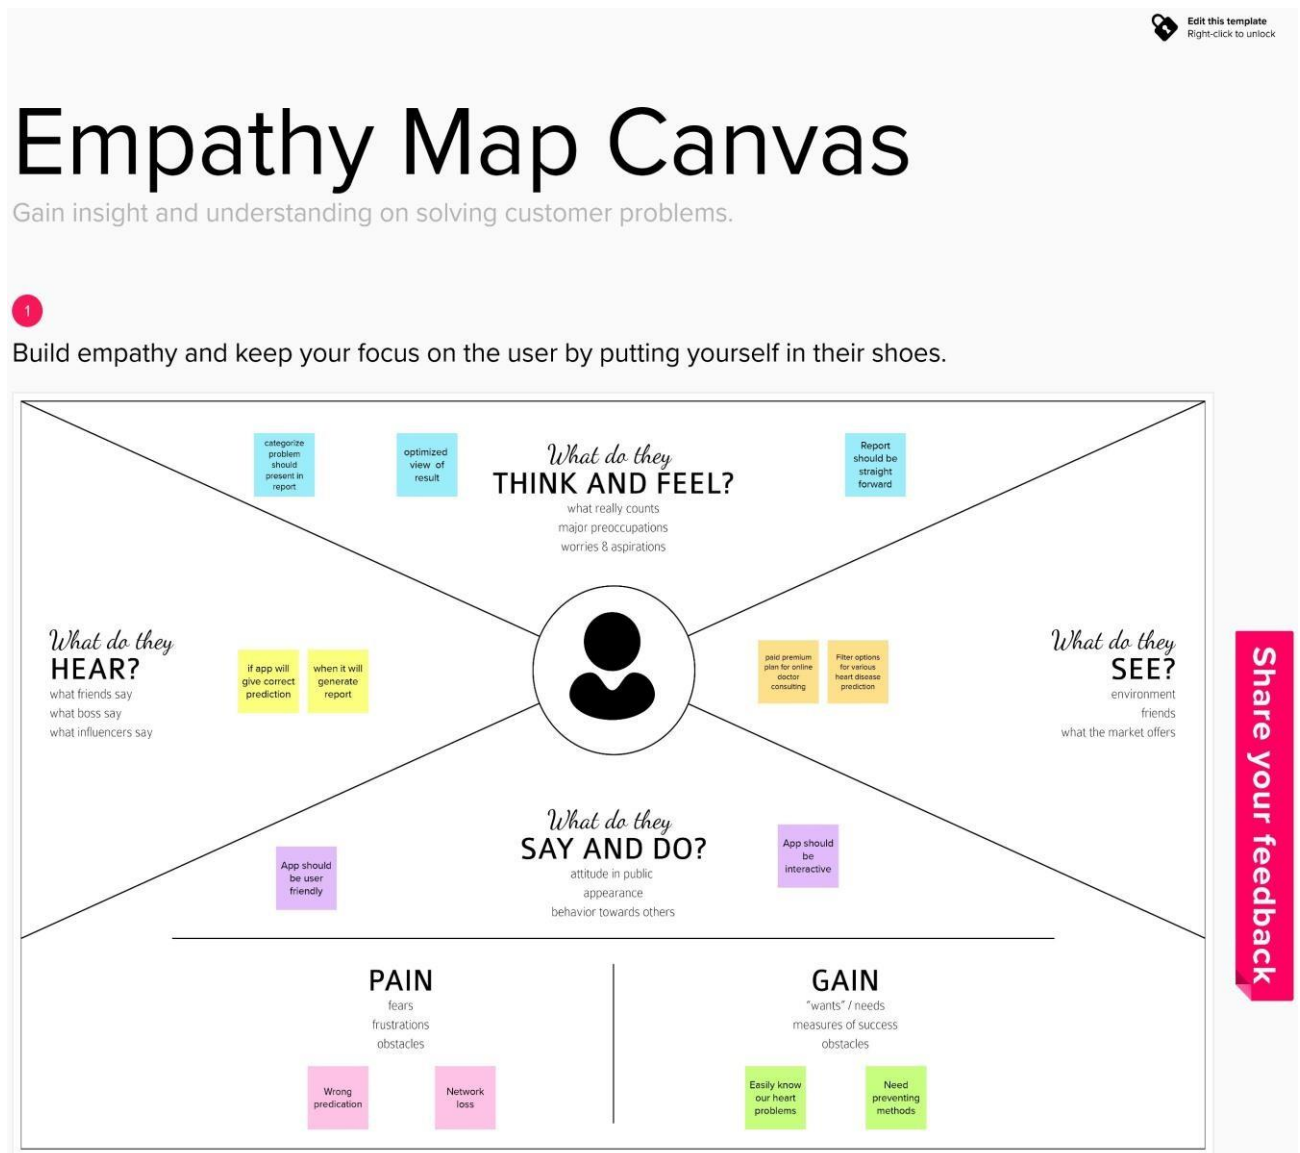 Edit this template
Right-click to unlock
Empathy Map Canvas
Gain insight and understanding on solving customer problems.
1
Build empathy and keep your focus on the user by putting yourself in their shoes.
categorize
problem
should
present in
report
optimized
view of
result
What do they
THINK AND FEEL?
what really counts
major preoccupations
worries & aspirations
Report
should be
straight
forward
What do they
HEAR?
what friends say
what boss say
what influencers say
if app will
give correct
prediction
when it will
generate
report
paid premium
plan for online
doctor
consulting
Filter options
for various
heart disease
prediction
What do they
SEE?
environment
friends
what the market offers
What do they
SAY AND DO?
attitude in public
appearance
behavior towards others
App should
be user
friendly
App should
be
interactive
PAIN
fears
frustrations
obstacles
Wrong
predication
Network
loss
GAIN
"wants" / needs
measures of success
obstacles
Easily know
our heart
problems
Need
preventing
methods
Share your feedback